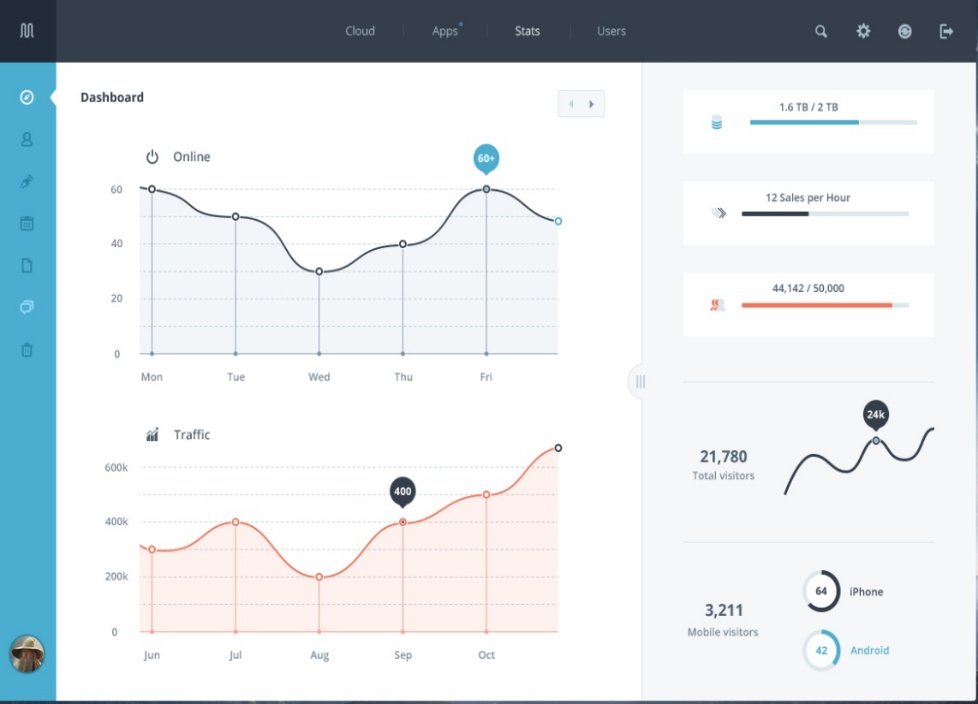 Cloud
Apps
Stats
Users
Dashboard
Online
60+
60
40
20
0
Mon
Tue
Wed
Thu
Fri
Traffic
400
600k
400k
200k
0
Jun
Jul
Aug
Sep
Oct
1.6 TB / 2 TB
12 Sales per Hour
44,142 / 50,000
24k
21,780
Total visitors
3,211
Mobile visitors
64
iPhone
42
Android